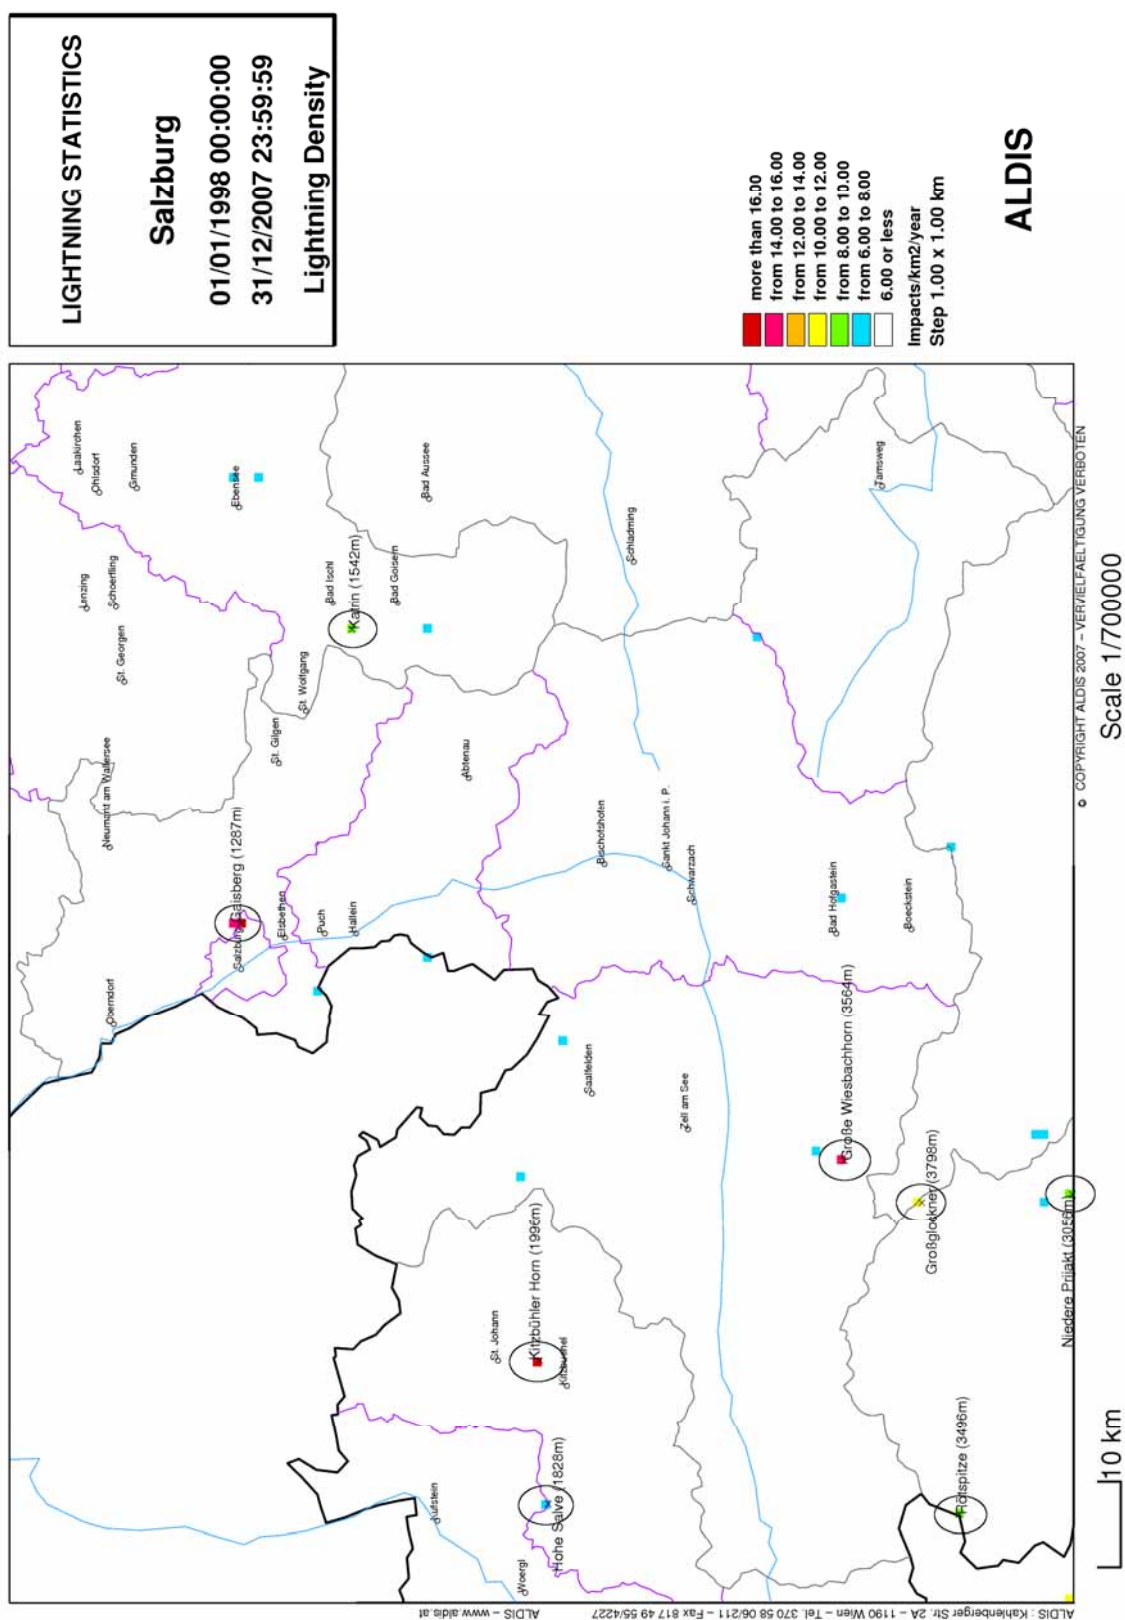 LIGHTNING STATISTICS
Salzburg
01/01/1998 00:00:00
31/12/2007 23:59:59
Lightning Density
more than 16.00
from 14.00 to 16.00
from 12.00 to 14.00
from 10.00 to 12.00
from 8.00 to 10.00
from 6.00 to 8.00
6.00 or less
Impacts/km2/year
Step 1.00 x 1.00 km
ALDIS
Laakirchen
Ohlsdorf
Gmunden
Lenzing
Schoerfling
St. Georgen
Neumarkt am Wallersee
Oberndorf
Ebensee
Gaisberg (1287m)
Salzburg
Elsbethen
St. Gilgen
St. Wolfgang
Bad Ischl
Katrin (1542m)
Puch
Hallein
Bad Goisern
Bad Aussee
Abtenau
Kufstein
St. Johann
Woergl
Kitzbühler Horn (1996m)
Hohe Salve (1828m)
Kitzbuehel
Saalfelden
Bischofshofen
Schladming
Sankt Johann i. P.
Schwarzach
Zell am See
Bad Hofgastein
Große Wiesbachhorn (3564m)
Tamsweg
Boeckstein
Großglockner (3798m)
Rötspitze (3496m)
Niedere Prijakt (3056m)
ALDIS – www.aldis.at
ALDIS : Kahlenberger Str. 2A – 1190 Wien – Tel. 370 58 06/211 – Fax 817 49 55/4227
© COPYRIGHT ALDIS 2007 – VERVIELFAELTIGUNG VERBOTEN
10 km
Scale 1/700000